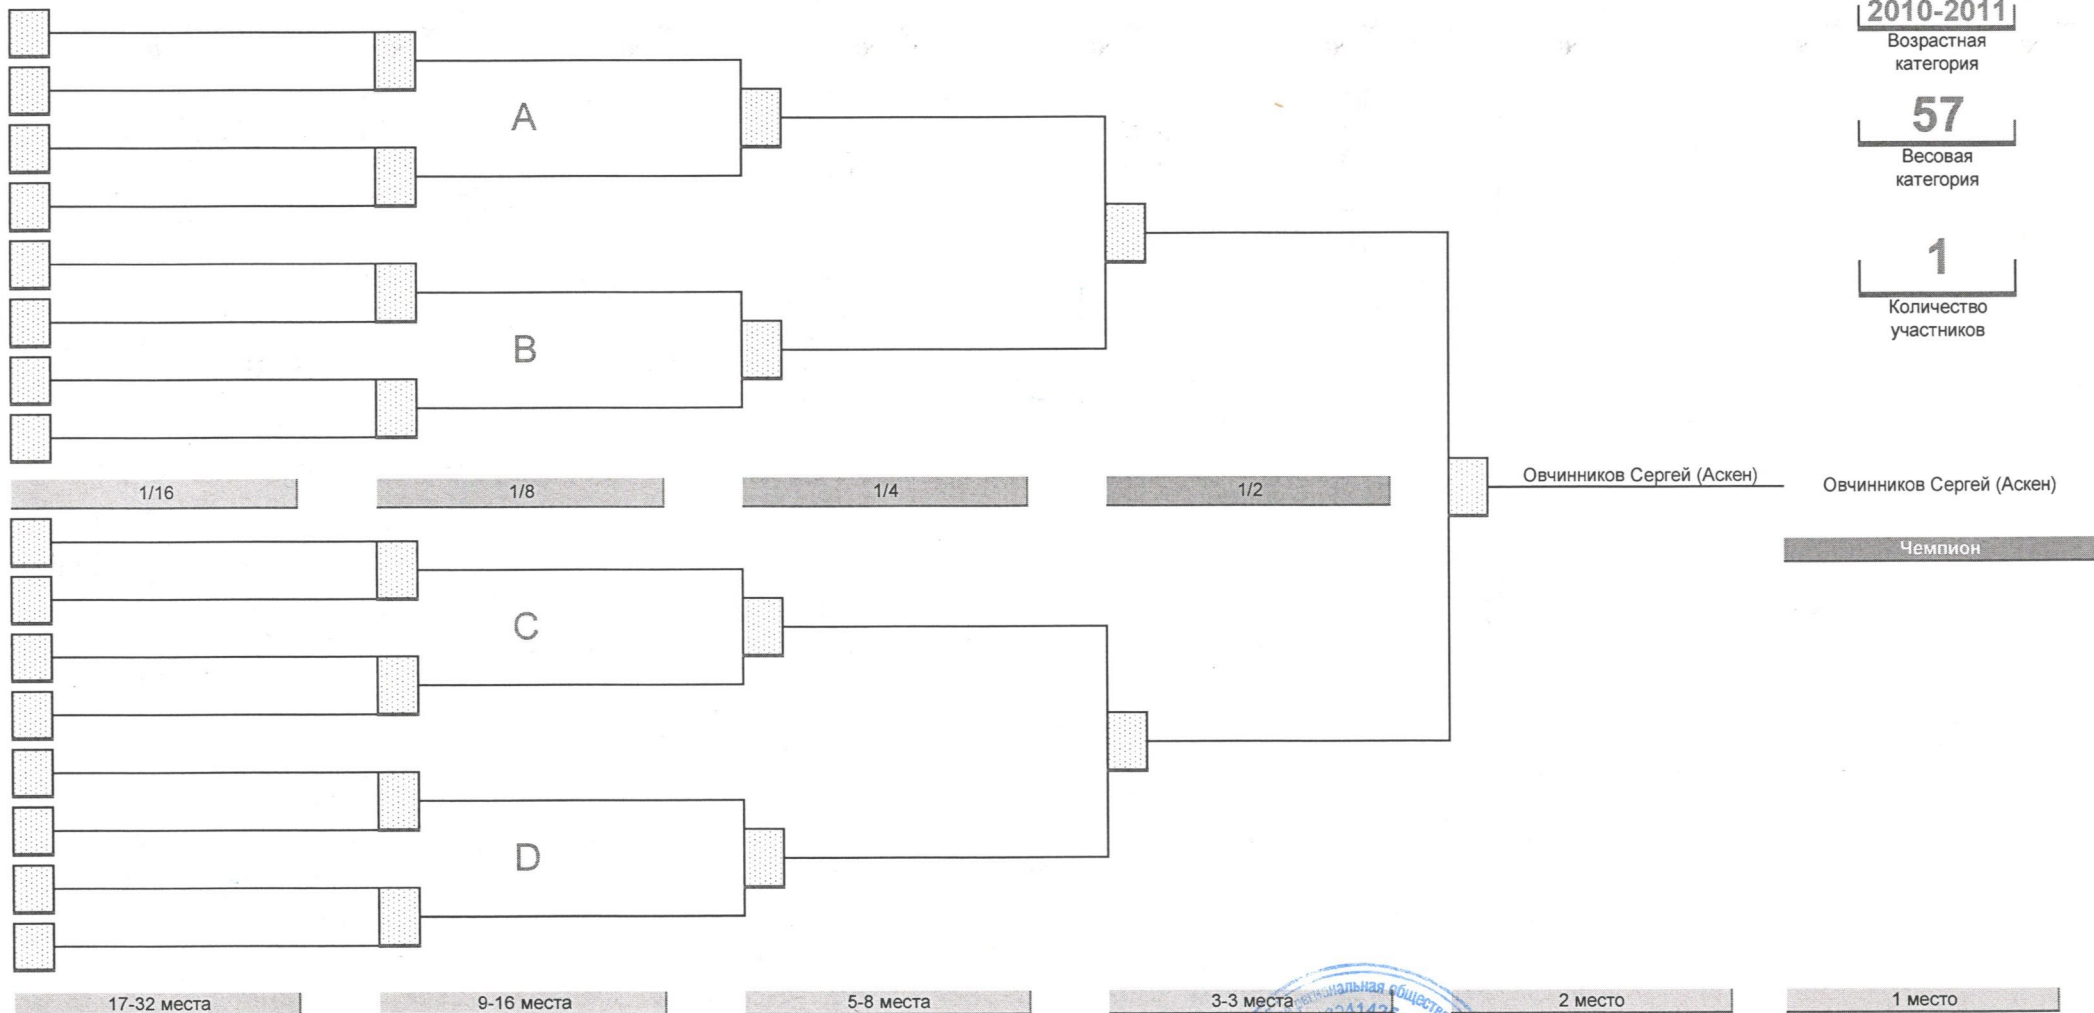 2010-2011
Возрастная
категория
57
Весовая
категория
1
Количество
участников
A
B
1/16
1/8
1/4
1/2
Овчинников Сергей (Аскен)
Овчинников Сергей (Аскен)
Чемпион
C
D
17-32 места
9-16 места
5-8 места
3-3 места
2 место
1 место